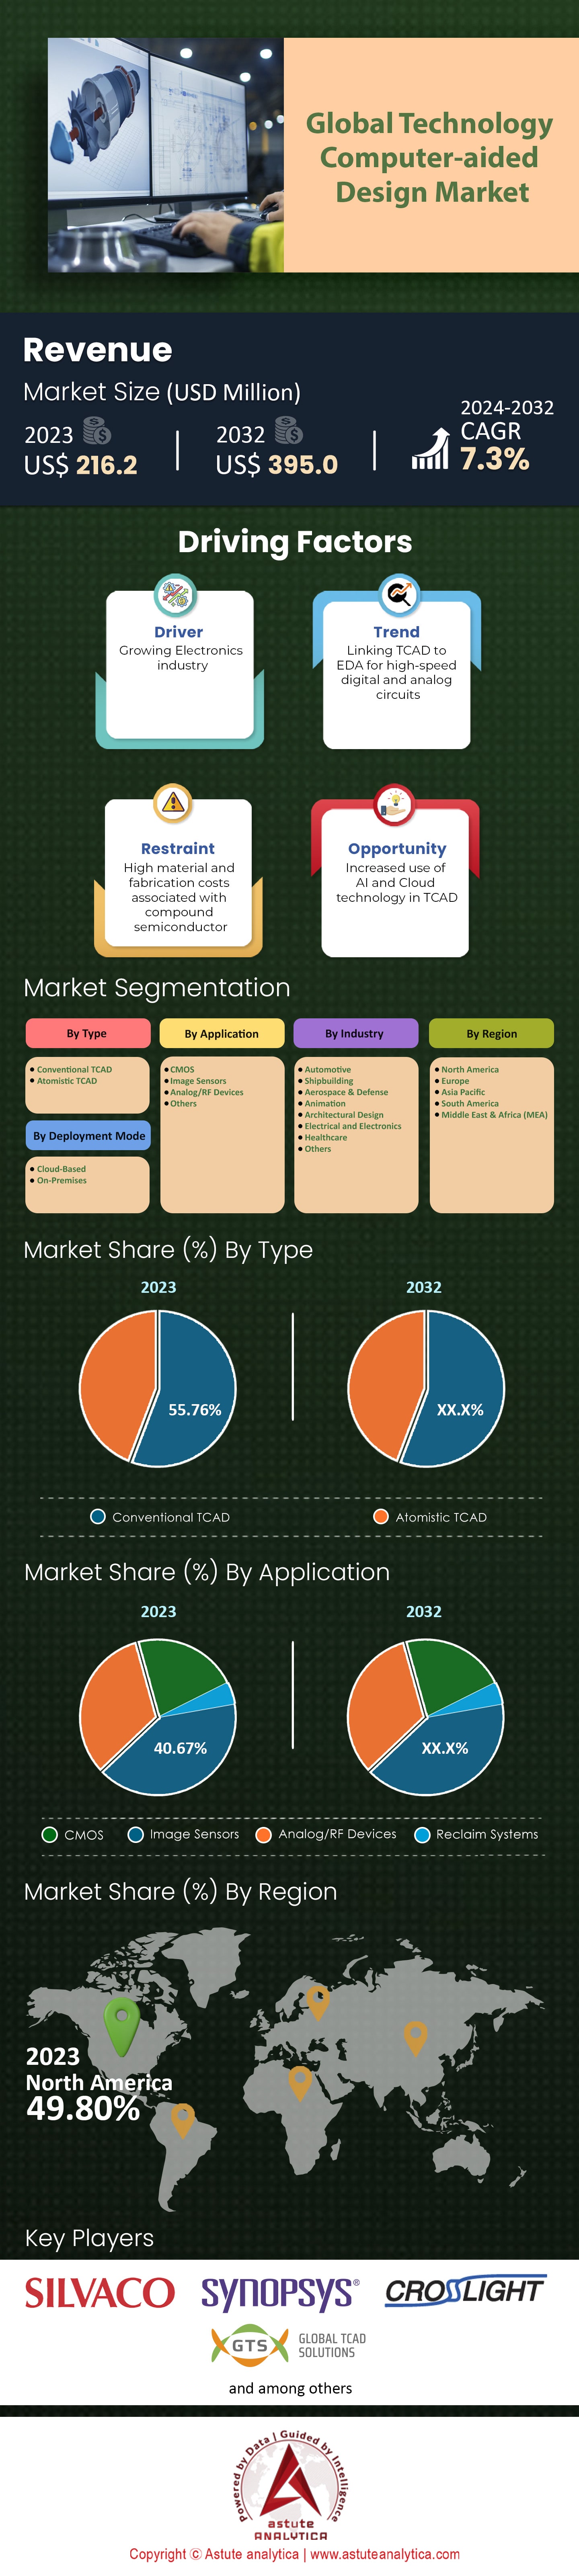 Global Technology
Computer-aided
Design Market
Revenue
Market Size (USD Million)
2023
US$ 216.2
2032
US$ 395.0
2024-2032
CAGR
7.3%
Driving Factors
Driver
Growing Electronics
industry
Trend
Linking TCAD to
EDA for high-speed
digital and analog
circuits
Restraint
High material and
fabrication costs
associated with
compound
semiconductor
Opportunity
Increased use of
AI and Cloud
technology in TCAD
Market Segmentation
By Type
Conventional TCAD
Atomistic TCAD
By Deployment Mode
Cloud-Based
On-Premises
By Application
CMOS
Image Sensors
Analog/RF Devices
Others
By Industry
Automotive
Shipbuilding
Aerospace & Defense
Animation
Architectural Design
Electrical and Electronics
Healthcare
Others
By Region
North America
Europe
Asia Pacific
South America
Middle East & Africa (MEA)
Market Share (%) By Type
2023
2032
55.76%
XX.X%
Conventional TCAD
Atomistic TCAD
Market Share (%) By Application
2023
2032
40.67%
XX.X%
CMOS
Image Sensors
Analog/RF Devices
Reclaim Systems
Market Share (%) By Region
2023
North America
49.80%
Key Players
SILVACO
SYNOPSYS®
CROSSLIGHT
GTS
GLOBAL TCAD
SOLUTIONS
and among others
Powered by Data | Guided by Intelligence
astute
ANALYTICA
Copyright © Astute analytica | www.astuteanalytica.com